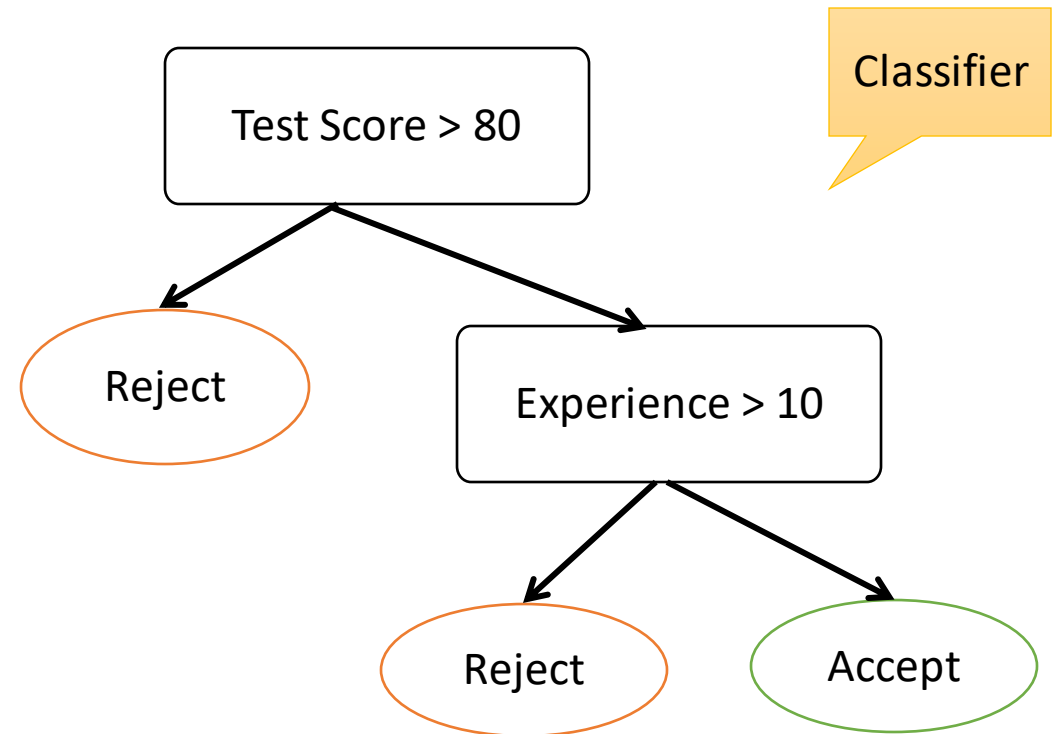 Classifier
Test Score > 80
Reject
Experience > 10
Reject
Accept